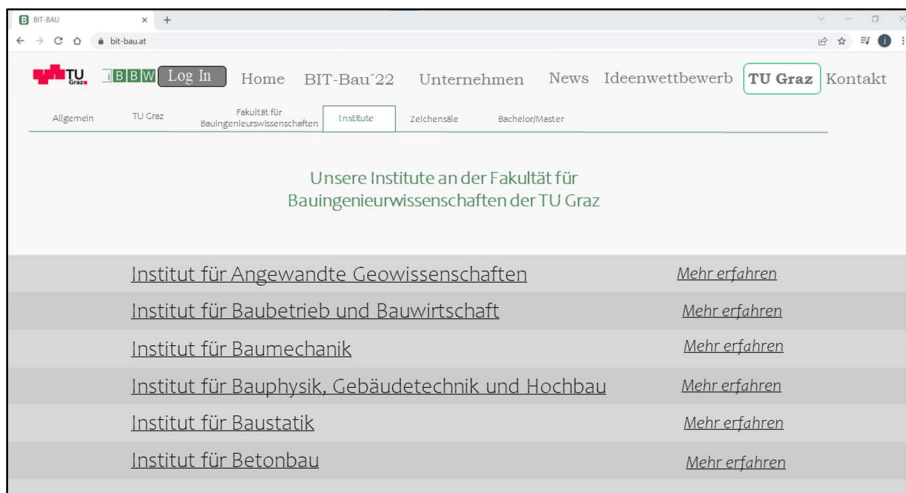 BIT-BAU
bit-bau.at
TU Graz
BBW
Log In
Home
BIT-Bau´22
Unternehmen
News
Ideenwettbewerb
TU Graz
Kontakt
Allgemein
TU Graz
Fakultät für
Bauingenieurswissenschaften
Institute
Zeichensäle
Bachelor/Master
Unsere Institute an der Fakultät für
Bauingenieurwissenschaften der TU Graz
Institut für Angewandte Geowissenschaften Mehr erfahren
Institut für Baubetrieb und Bauwirtschaft Mehr erfahren
Institut für Baumechanik Mehr erfahren
Institut für Bauphysik, Gebäudetechnik und Hochbau Mehr erfahren
Institut für Baustatik Mehr erfahren
Institut für Betonbau Mehr erfahren